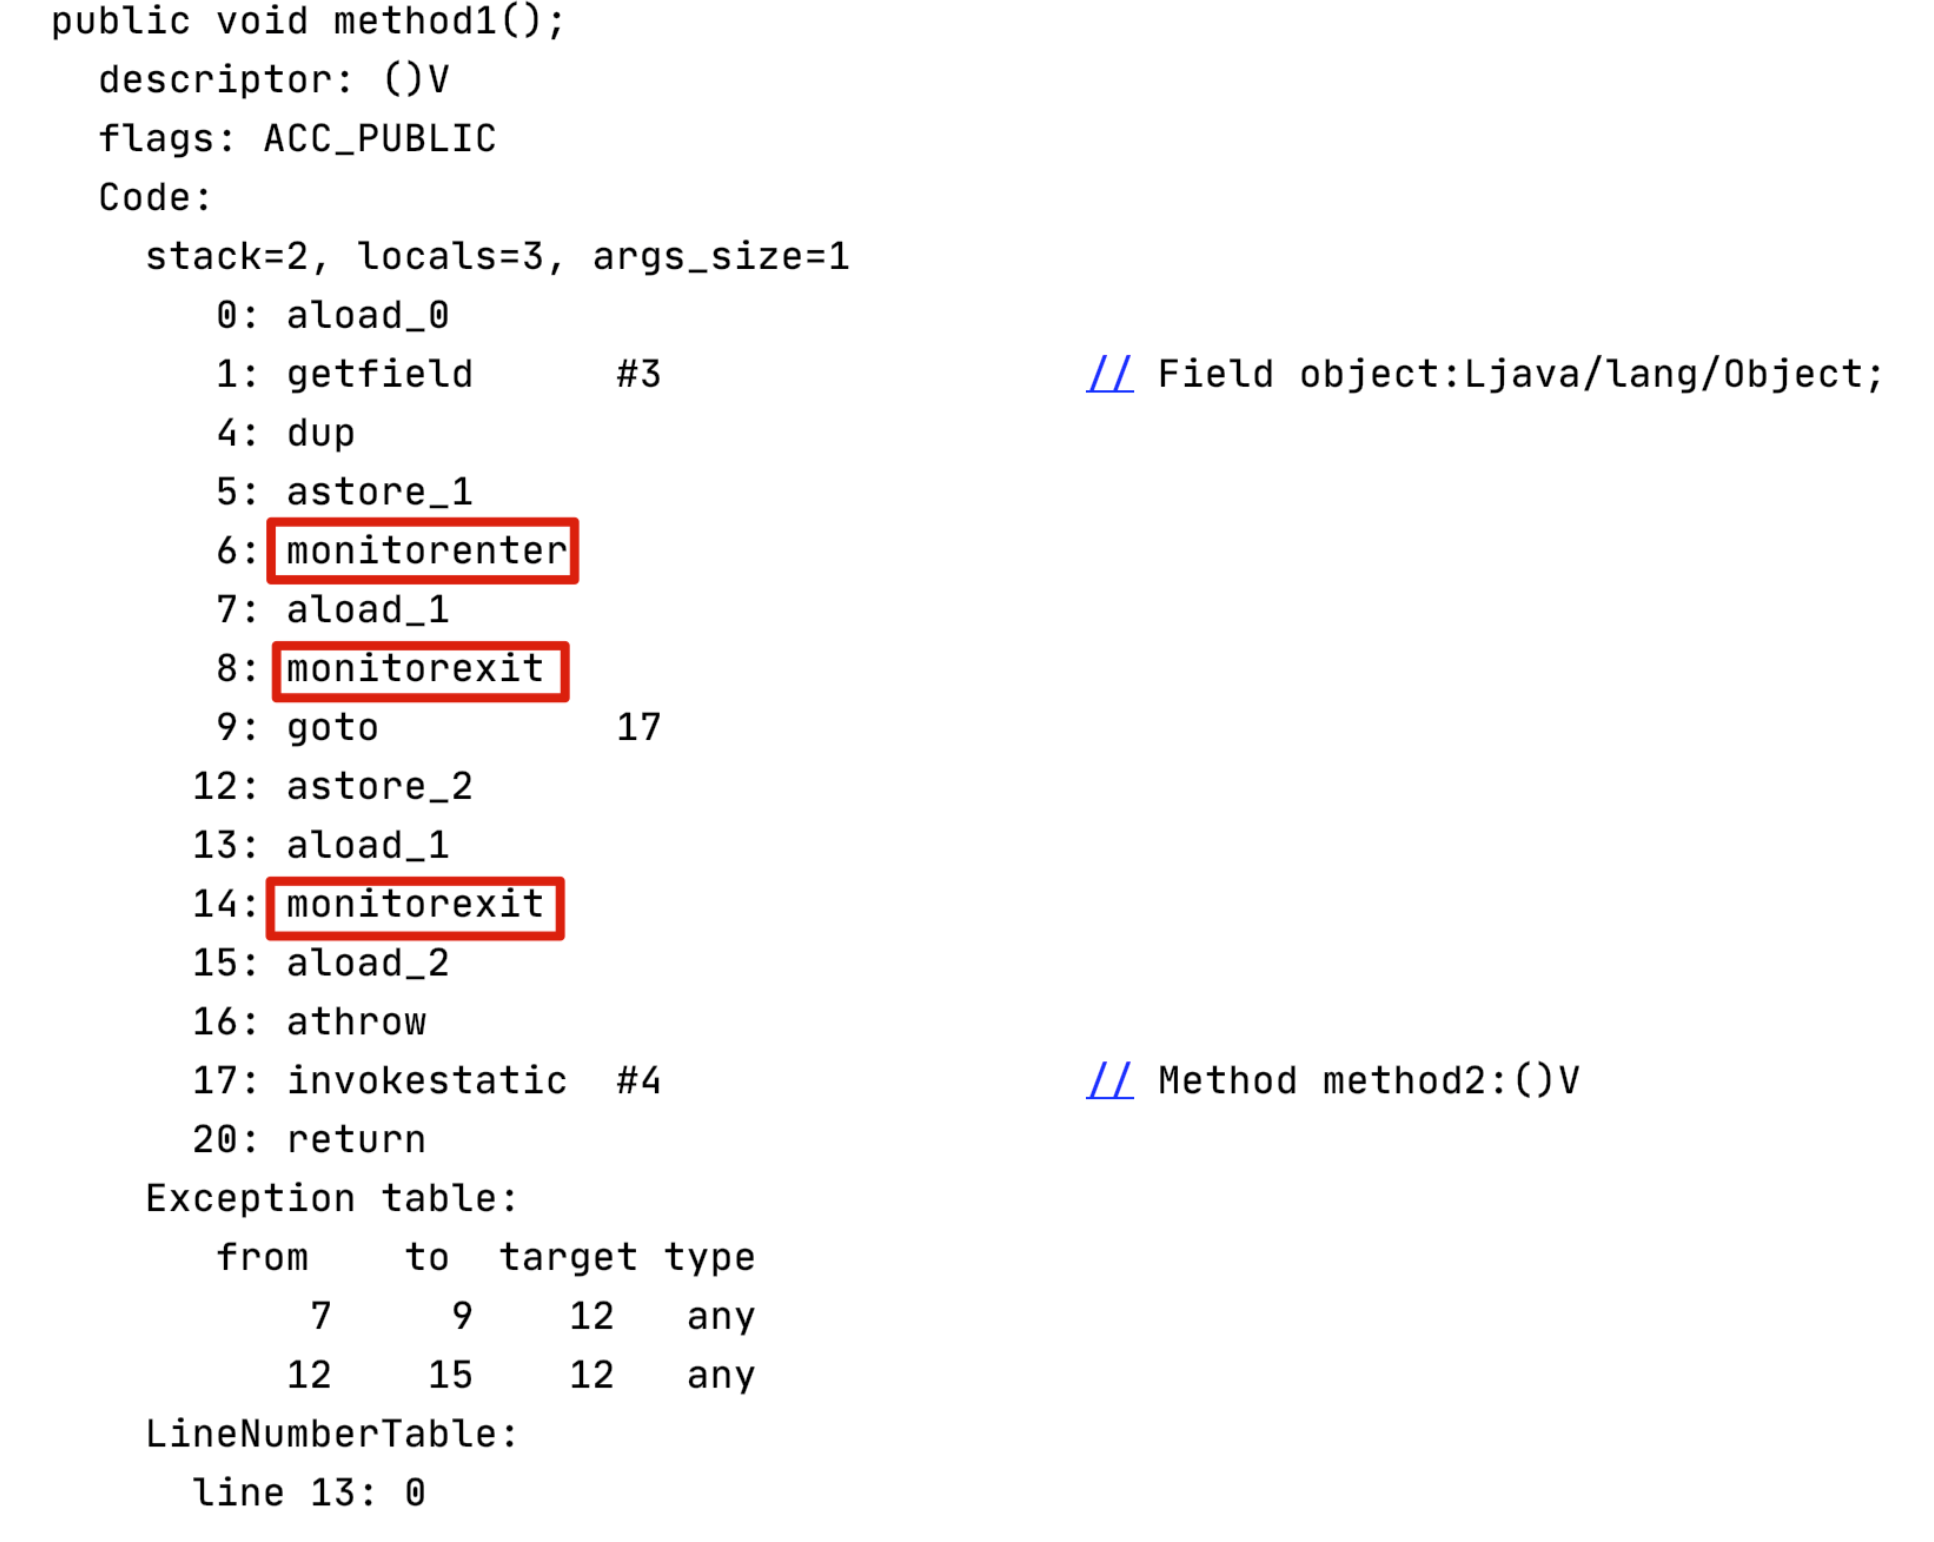 public void method1();
descriptor: ()V
flags: ACC_PUBLIC
Code:
stack=2, locals=3, args_size=1
0: aload_0
1: getfield #3 // Field object:Ljava/lang/Object;
4: dup
5: astore_1
6: monitorenter
7: aload_1
8: monitorexit
9: goto 17
12: astore_2
13: aload_1
14: monitorexit
15: aload_2
16: athrow
17: invokestatic #4 // Method method2:()V
20: return
Exception table:
from to target type
7 9 12 any
12 15 12 any
LineNumberTable:
line 13: 0